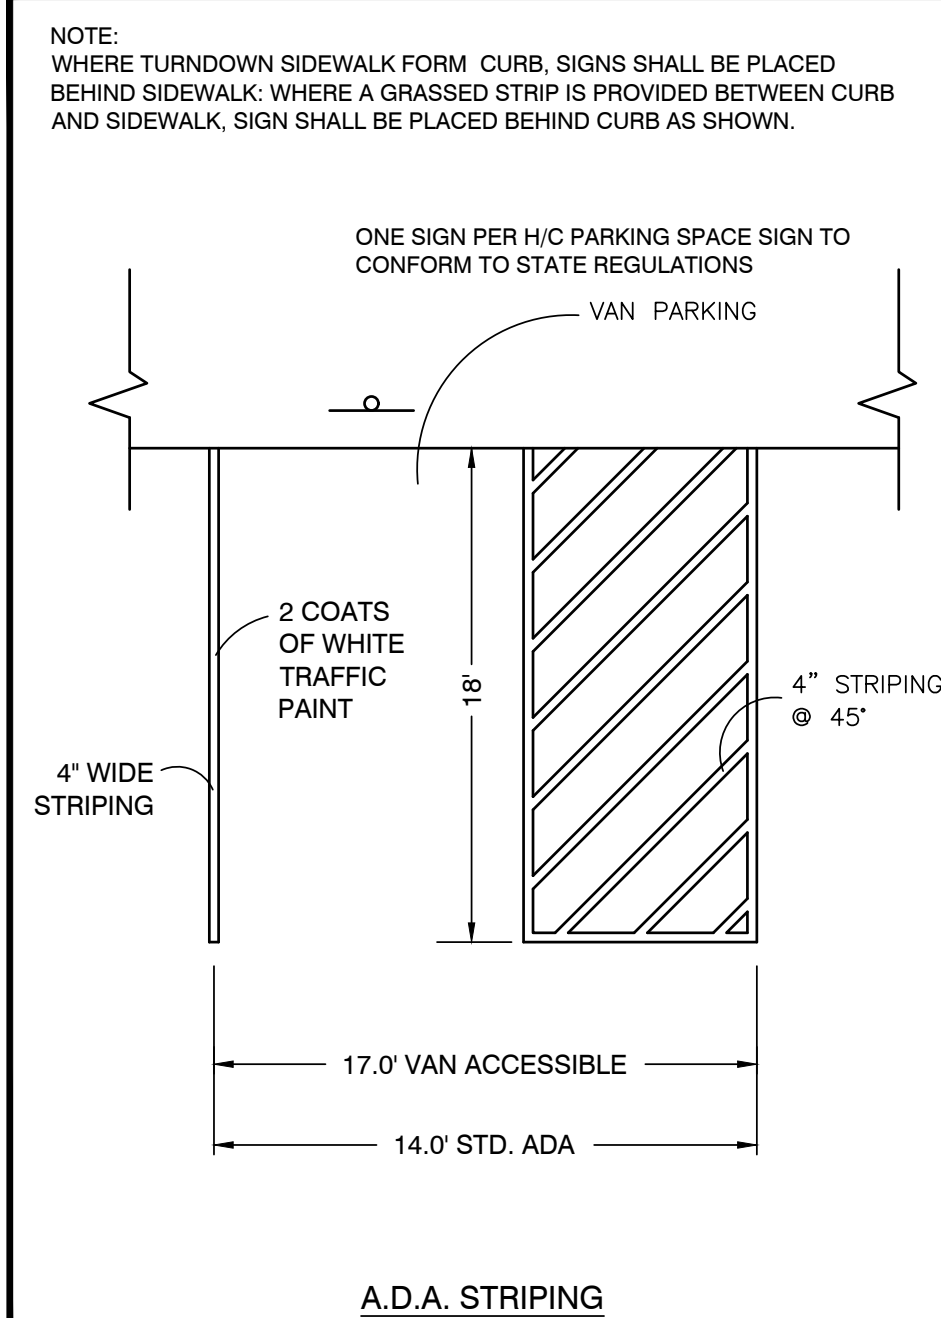 NOTE:
WHERE TURNDOWN SIDEWALK FORM CURB, SIGNS SHALL BE PLACED
BEHIND SIDEWALK: WHERE A GRASSED STRIP IS PROVIDED BETWEEN CURB
AND SIDEWALK, SIGN SHALL BE PLACED BEHIND CURB AS SHOWN.
ONE SIGN PER H/C PARKING SPACE SIGN TO
CONFORM TO STATE REGULATIONS
VAN PARKING
2 COATS
OF WHITE
TRAFFIC
PAINT
18'
4” STRIPING
@ 45°
4" WIDE
STRIPING
17.0' VAN ACCESSIBLE
14.0' STD. ADA
A.D.A. STRIPING